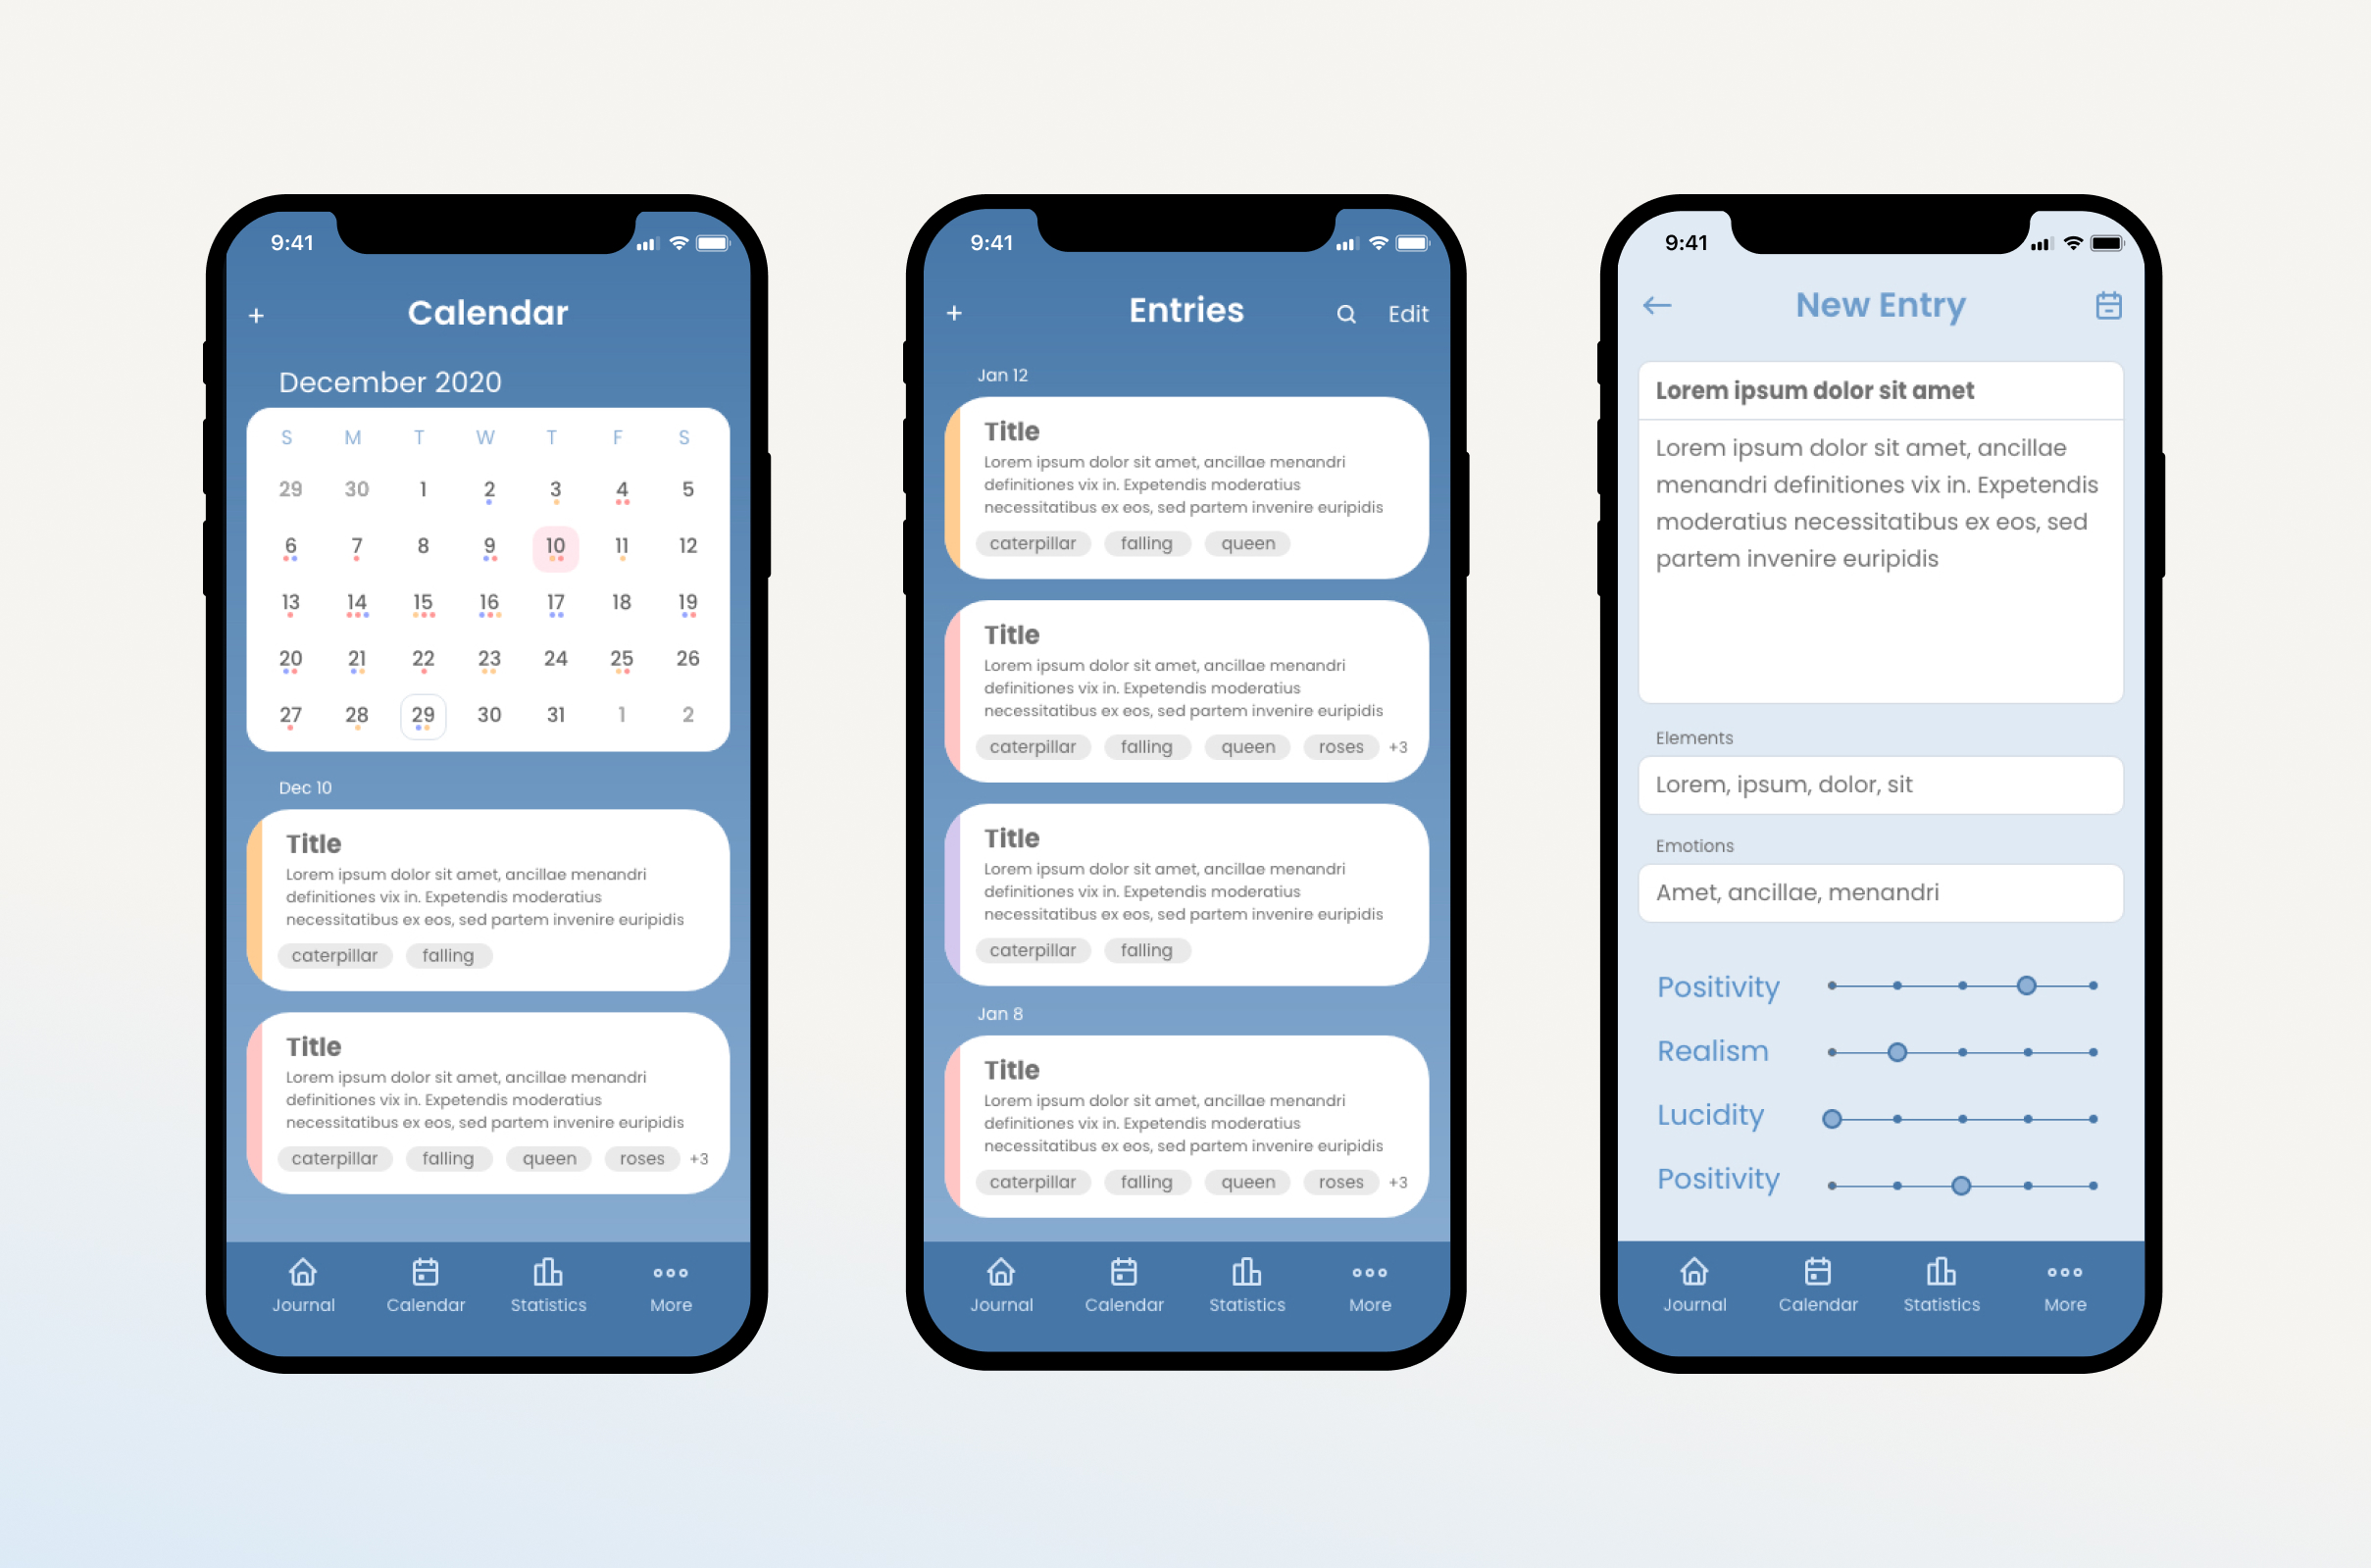 9:41
+ Calendar
December 2020
S M T W T F S
29 30 1 2 3 4 5
6 7 8 9 10 11 12
13 14 15 16 17 18 19
20 21 22 23 24 25 26
27 28 29 30 31 1 2
Dec 10
Title
Lorem ipsum dolor sit amet, ancillae menandri
definitiones vix in. Expetendis moderatius
necessitatibus ex eos, sed partem invenire euripidis
caterpillar falling
Title
Lorem ipsum dolor sit amet, ancillae menandri
definitiones vix in. Expetendis moderatius
necessitatibus ex eos, sed partem invenire euripidis
caterpillar falling queen roses +3
Journal Calendar Statistics More
9:41
+ Entries Edit
Jan 12
Title
Lorem ipsum dolor sit amet, ancillae menandri
definitiones vix in. Expetendis moderatius
necessitatibus ex eos, sed partem invenire euripidis
caterpillar falling queen
Title
Lorem ipsum dolor sit amet, ancillae menandri
definitiones vix in. Expetendis moderatius
necessitatibus ex eos, sed partem invenire euripidis
caterpillar falling queen roses +3
Title
Lorem ipsum dolor sit amet, ancillae menandri
definitiones vix in. Expetendis moderatius
necessitatibus ex eos, sed partem invenire euripidis
caterpillar falling
Jan 8
Title
Lorem ipsum dolor sit amet, ancillae menandri
definitiones vix in. Expetendis moderatius
necessitatibus ex eos, sed partem invenire euripidis
caterpillar falling queen roses +3
Journal Calendar Statistics More
9:41
New Entry
Lorem ipsum dolor sit amet
Lorem ipsum dolor sit amet, ancillae
menandri definitiones vix in. Expetendis
moderatius necessitatibus ex eos, sed
partem invenire euripidis
Elements
Lorem, ipsum, dolor, sit
Emotions
Amet, ancillae, menandri
Positivity
Realism
Lucidity
Positivity
Journal Calendar Statistics More